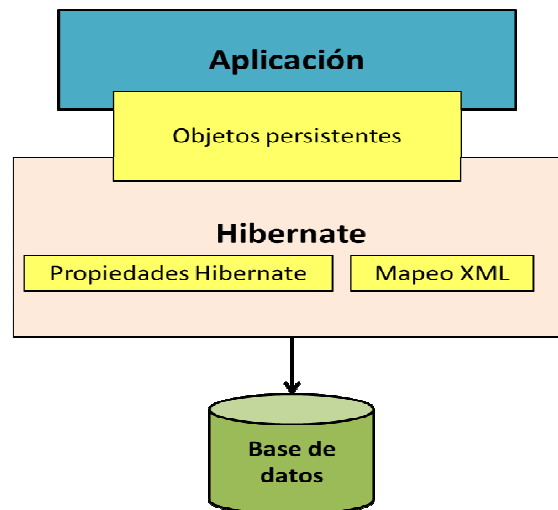 Aplicación
Objetos persistentes
Hibernate
Propiedades Hibernate
Mapeo XML
Base de
datos